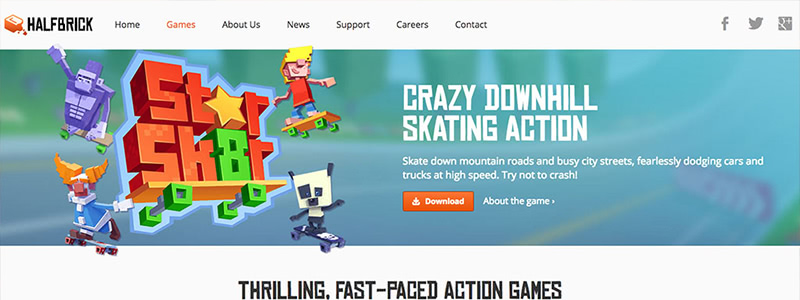 HALFBRICK Home Games About Us News Support Careers Contact
Star
Sk8r
CRAZY DOWNHILL
SKATING ACTION
Skate down mountain roads and busy city streets, fearlessly dodging cars and
trucks at high speed. Try not to crash!
Download About the game ›
THRILLING, FAST-PACED ACTION GAMES